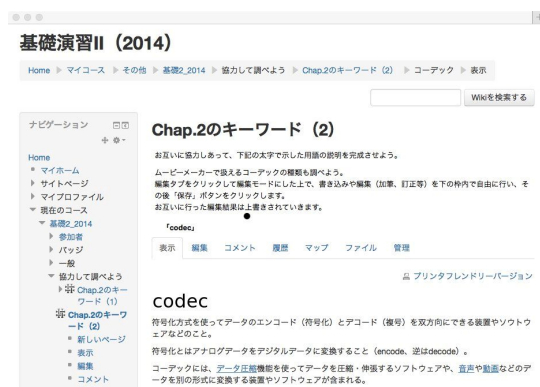 基礎演習II（2014）
Home ▶ マイコース ▶ その他 ▶ 基礎2_2014 ▶ 協力して調べよう ▶ Chap.2のキーワード（2） ▶ コーデック ▶ 表示
Wikiを検索する
ナビゲーション
Home
マイホーム
サイトページ
マイプロファイル
現在のコース
基礎2_2014
参加者
バッジ
一般
協力して調べよう
Chap.2のキー
ワード（1）
Chap.2のキーワ
ード（2）
新しいページ
表示
編集
コメント
Chap.2のキーワード（2）
お互いに協力しあって、下記の太字で示した用語の説明を完成させよう。
ムービーメーカーで扱えるコーデックの種類も調べよう。
編集タブをクリックして編集モードにした上で、書き込みや編集（加筆、訂正等）を下の枠内で自由に行い、そ
の後「保存」ボタンをクリックします。
お互いに行った編集結果は上書きされていきます。
「codec」
表示 編集 コメント 履歴 マップ ファイル 管理
プリンタフレンドリーバージョン
codec
符号化方式を使ってデータのエンコード（符号化）とデコード（複号）を双方向にできる装置やソウトウ
ェアなどのこと。
符号化とはアナログデータをデジタルデータに変換すること（encode、逆はdecode）。
コーデックには、データ圧縮機能を使ってデータを圧縮・伸張するソフトウェアや、音声や動画などのデ
ータを別の形式に変換する装置やソフトウェアが含まれる。